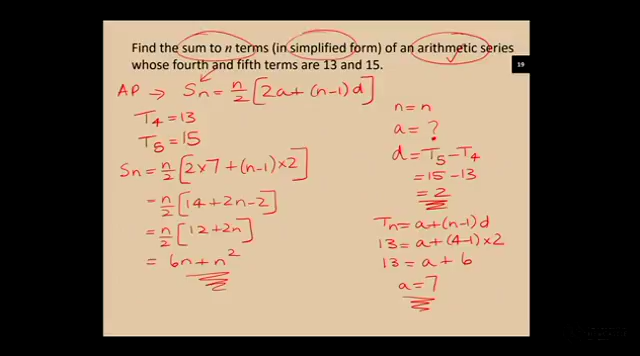 Find the sum to n terms (in simplified form) of an arithmetic series
whose fourth and fifth terms are 13 and 15.
19
AP → Sn = n/2 [2a + (n-1)d]
T4 = 13
T5 = 15
Sn = n/2 [2×7 + (n-1)×2]
= n/2 [14 + 2n - 2]
= n/2 [12 + 2n]
= 6n + n²
n = n
a = ?
d = T5 - T4
= 15 - 13
= 2
Tn = a + (n-1)d
13 = a + (4-1)×2
13 = a + 6
a = 7